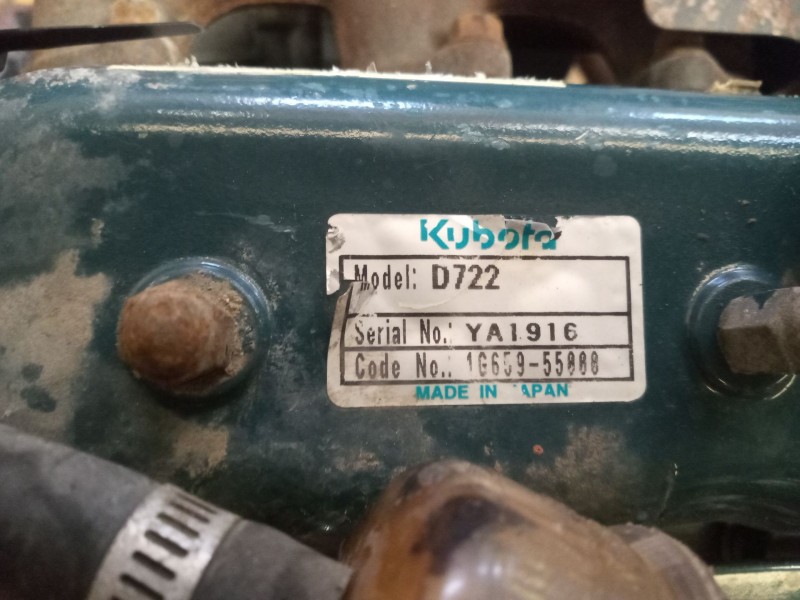 Kubota
Model: D722
Serial No.: YA1916
Code No.: 1G659-55000
MADE IN JAPAN